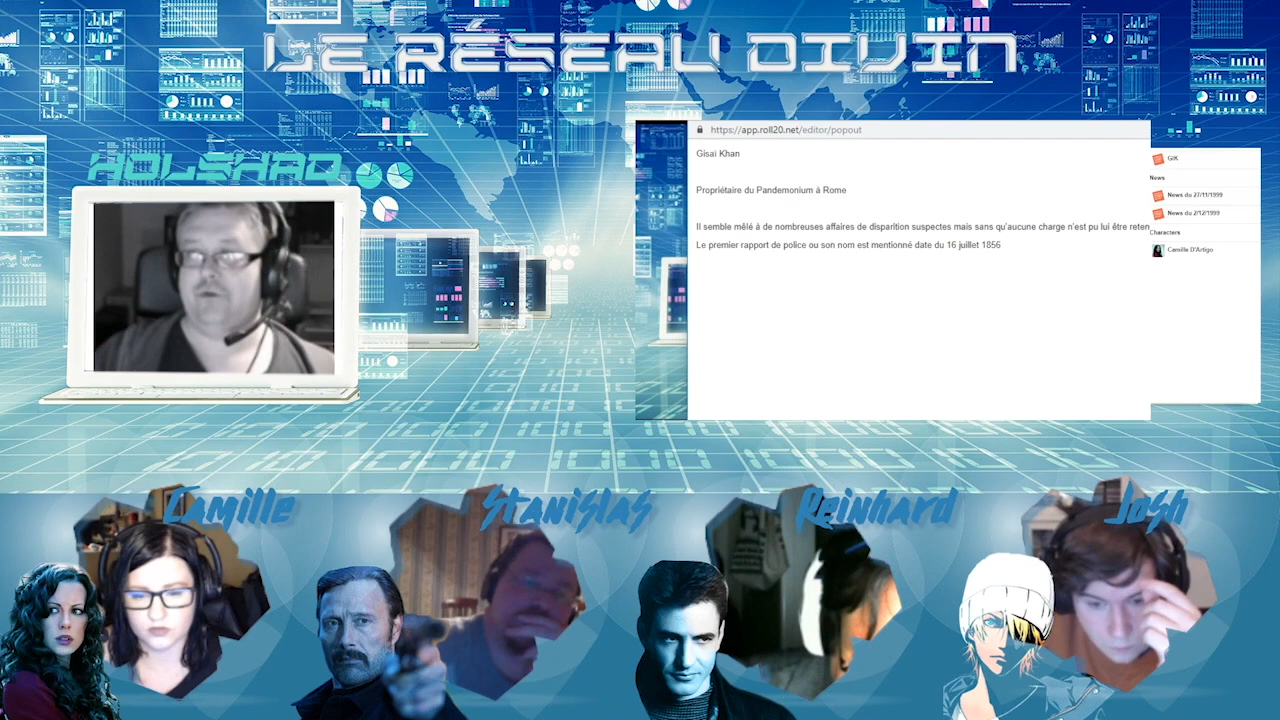 LE RÉSEAU DIVIN
HOLSHAD
https://app.roll20.net/editor/popout
Gisaï Khan
Propriétaire du Pandemonium à Rome
Il semble mêlé à de nombreuses affaires de disparition suspectes mais sans qu'aucune charge n'est pu lui être reten
Le premier rapport de police ou son nom est mentionné date du 16 juillet 1856
GIK
News
News du 27/11/1999
News du 2/12/1999
Characters
Camille D'Artigo
Camille
Stanislas
Reinhard
Josh